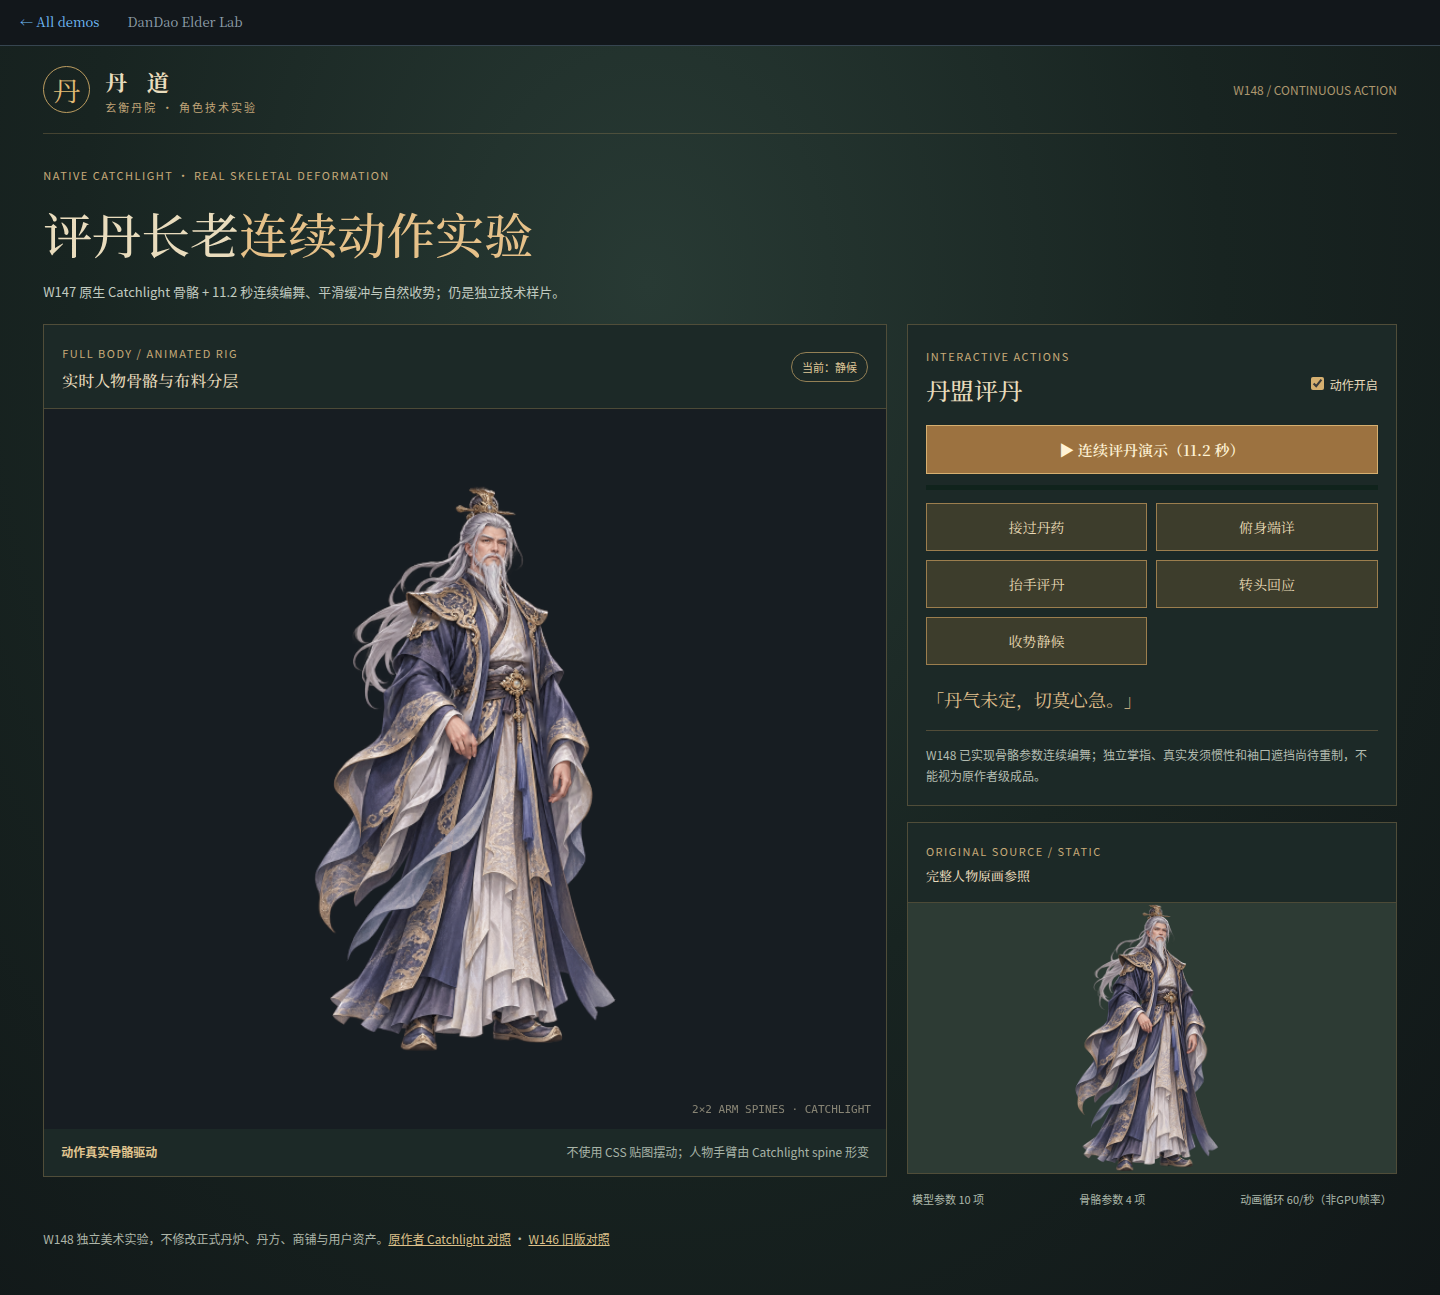 ← All demos
DanDao Elder Lab
丹
丹 道
玄衡丹院 · 角色技术实验
W148 / CONTINUOUS ACTION
NATIVE CATCHLIGHT · REAL SKELETAL DEFORMATION
评丹长老连续动作实验
W147 原生 Catchlight 骨骼 + 11.2 秒连续编舞、平滑缓冲与自然收势；仍是独立技术样片。
FULL BODY / ANIMATED RIG
实时人物骨骼与布料分层
当前：静候
2×2 ARM SPINES · CATCHLIGHT
动作真实骨骼驱动
不使用 CSS 贴图摆动；人物手臂由 Catchlight spine 形变
INTERACTIVE ACTIONS
丹盟评丹
动作开启
▶ 连续评丹演示（11.2 秒）
接过丹药
俯身端详
抬手评丹
转头回应
收势静候
「丹气未定，切莫心急。」
W148 已实现骨骼参数连续编舞；独立掌指、真实发须惯性和袖口遮挡尚待重制，不
能视为原作者级成品。
ORIGINAL SOURCE / STATIC
完整人物原画参照
模型参数 10 项
骨骼参数 4 项
动画循环 60/秒（非GPU帧率）
W148 独立美术实验，不修改正式丹炉、丹方、商铺与用户资产。原作者 Catchlight 对照 · W146 旧版对照